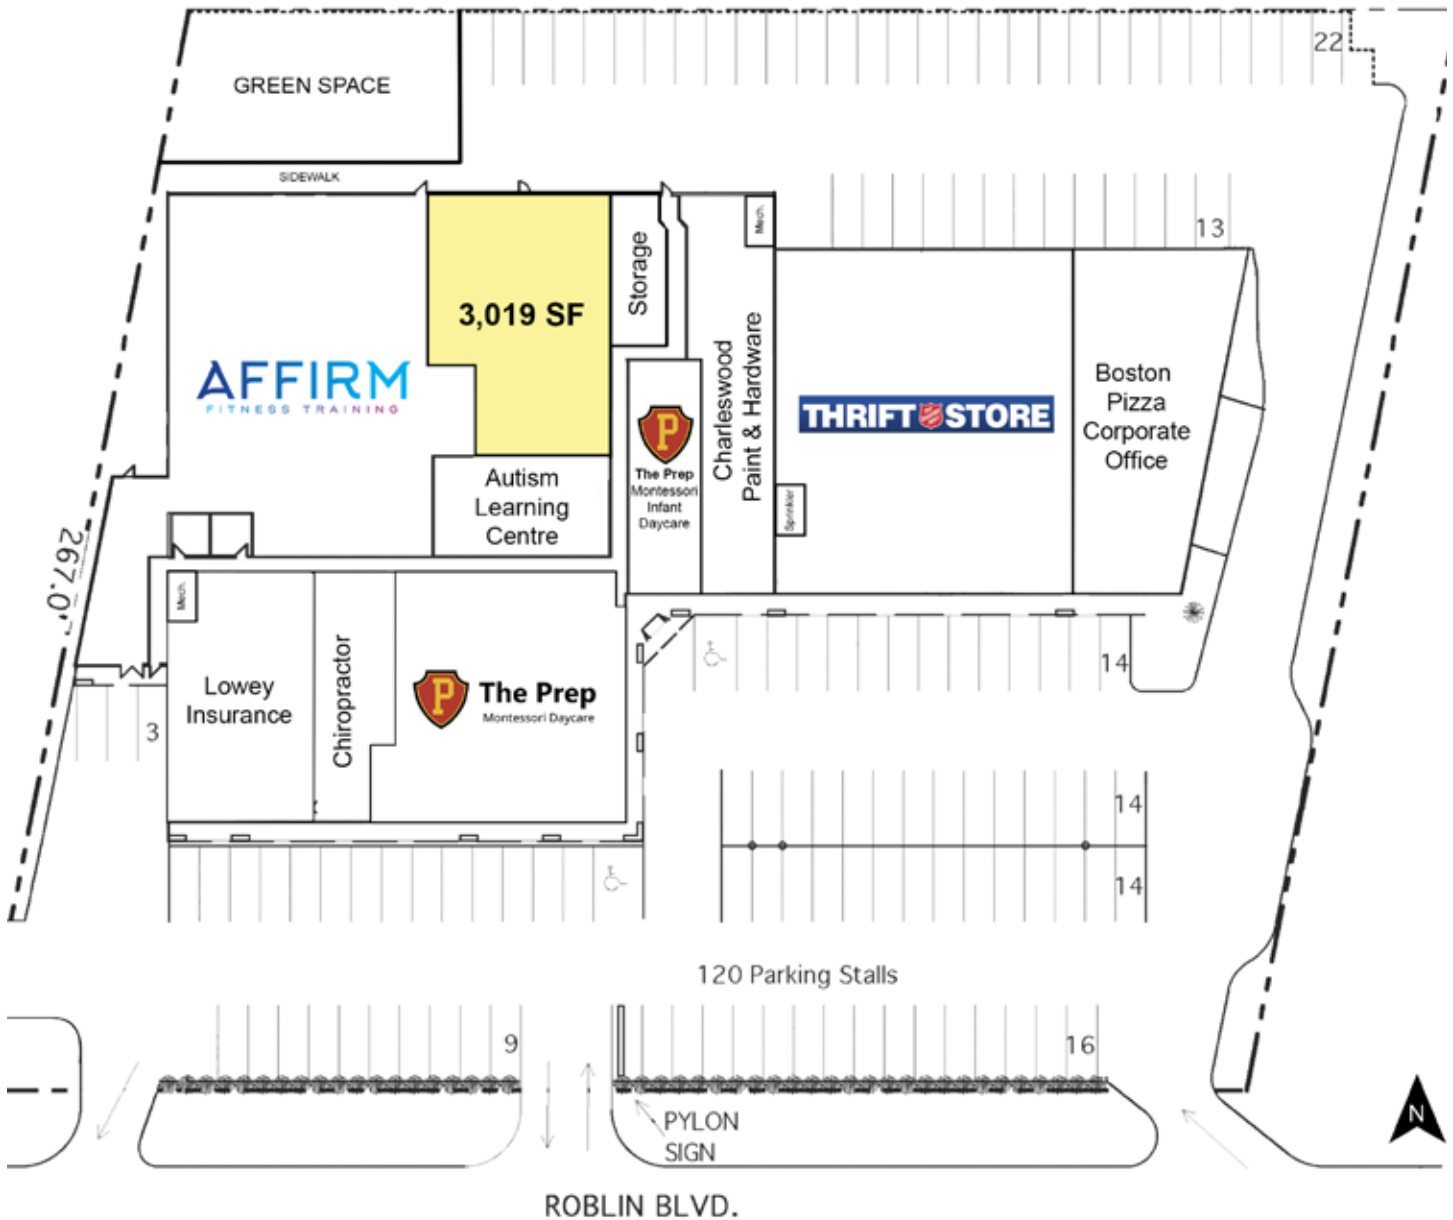 22
GREEN SPACE
SIDEWALK
Mech.
13
Storage
3,019 SF
AFFIRM
FITNESS TRAINING
Charleswood
Paint & Hardware
THRIFT STORE
Boston
Pizza
Corporate
Office
P
The Prep
Montessori
Infant
Daycare
Autism
Learning
Centre
Sprinkler
267.0'
Mech.
14
Lowey
Insurance
Chiropractor
P
The Prep
Montessori Daycare
3
14
14
120 Parking Stalls
9
16
PYLON
SIGN
N
ROBLIN BLVD.